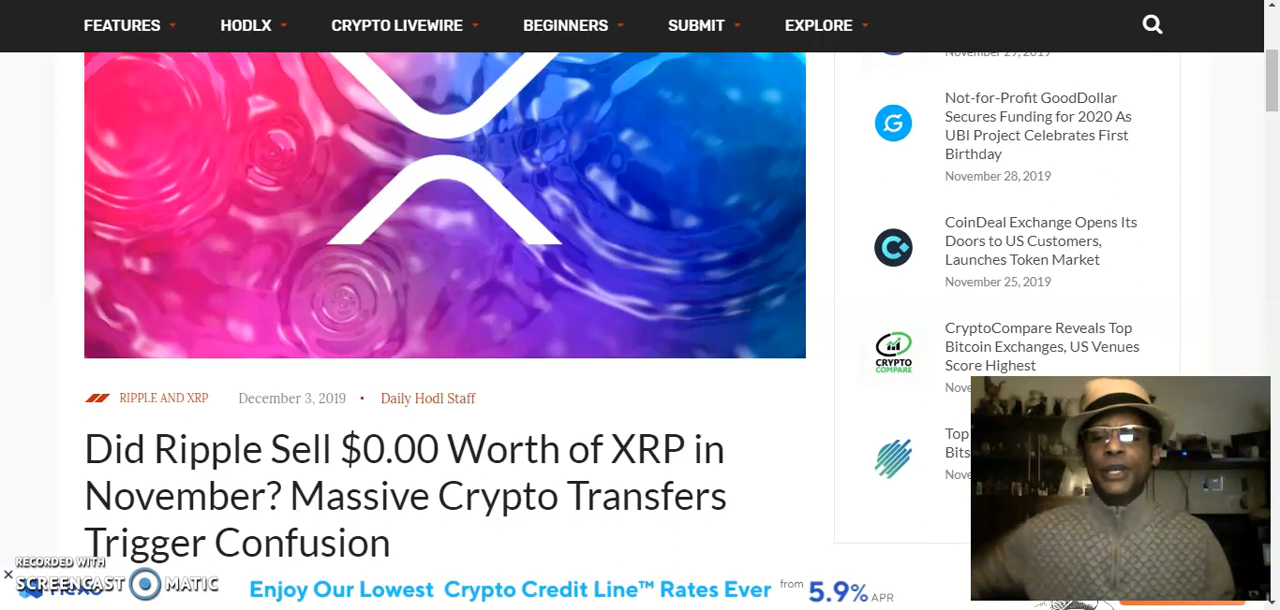 FEATURES HODLX CRYPTO LIVEWIRE BEGINNERS SUBMIT EXPLORE
November 29, 2019
Not-for-Profit GoodDollar
Secures Funding for 2020 As
UBI Project Celebrates First
Birthday
November 28, 2019
CoinDeal Exchange Opens Its
Doors to US Customers,
Launches Token Market
November 25, 2019
CRYPTO
COMPARE
CryptoCompare Reveals Top
Bitcoin Exchanges, US Venues
Score Highest
Nove
Top
Bits
Nove
RIPPLE AND XRP December 3, 2019 • Daily Hodl Staff
Did Ripple Sell $0.00 Worth of XRP in
November? Massive Crypto Transfers
Trigger Confusion
RECORDED WITH
SCREENCAST MATIC
Enjoy Our Lowest Crypto Credit Line™ Rates Ever from 5.9% APR